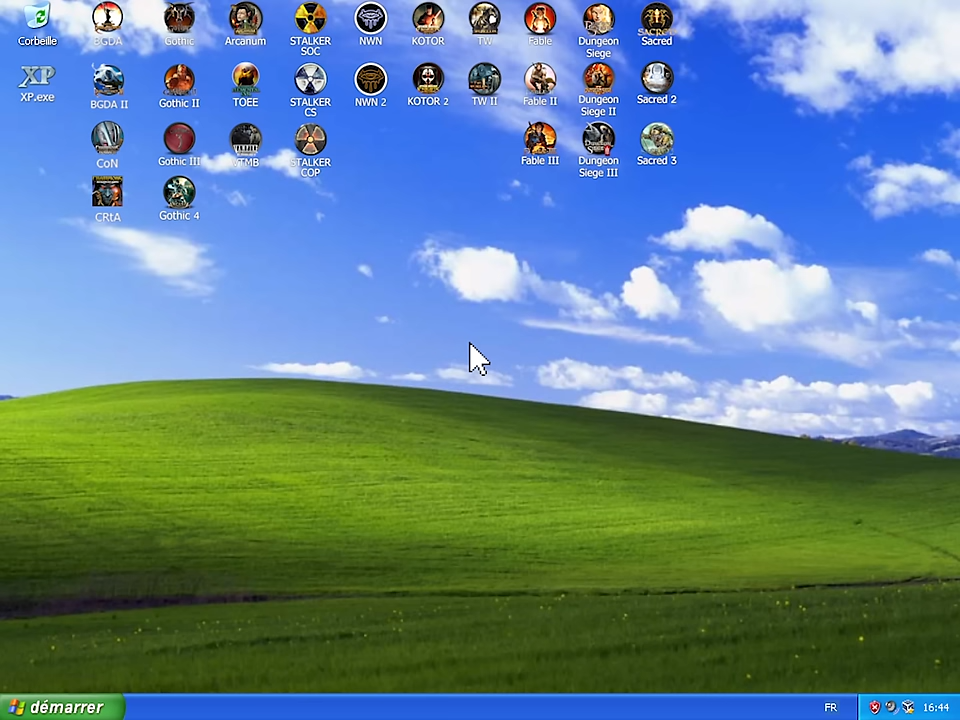 Corbeille
BGDA
Gothic
Arcanum
STALKER
SOC
NWN
KOTOR
TW
Fable
Dungeon
Siege
SACRED
Sacred
XP
XP.exe
BGDA II
Gothic II
TOEE
STALKER
CS
NWN 2
KOTOR 2
TW II
Fable II
Dungeon
Siege II
Sacred 2
CoN
Gothic III
VTMB
STALKER
COP
Fable III
Dungeon
Siege III
Sacred 3
CRtA
Gothic 4
démarrer
FR
16:44